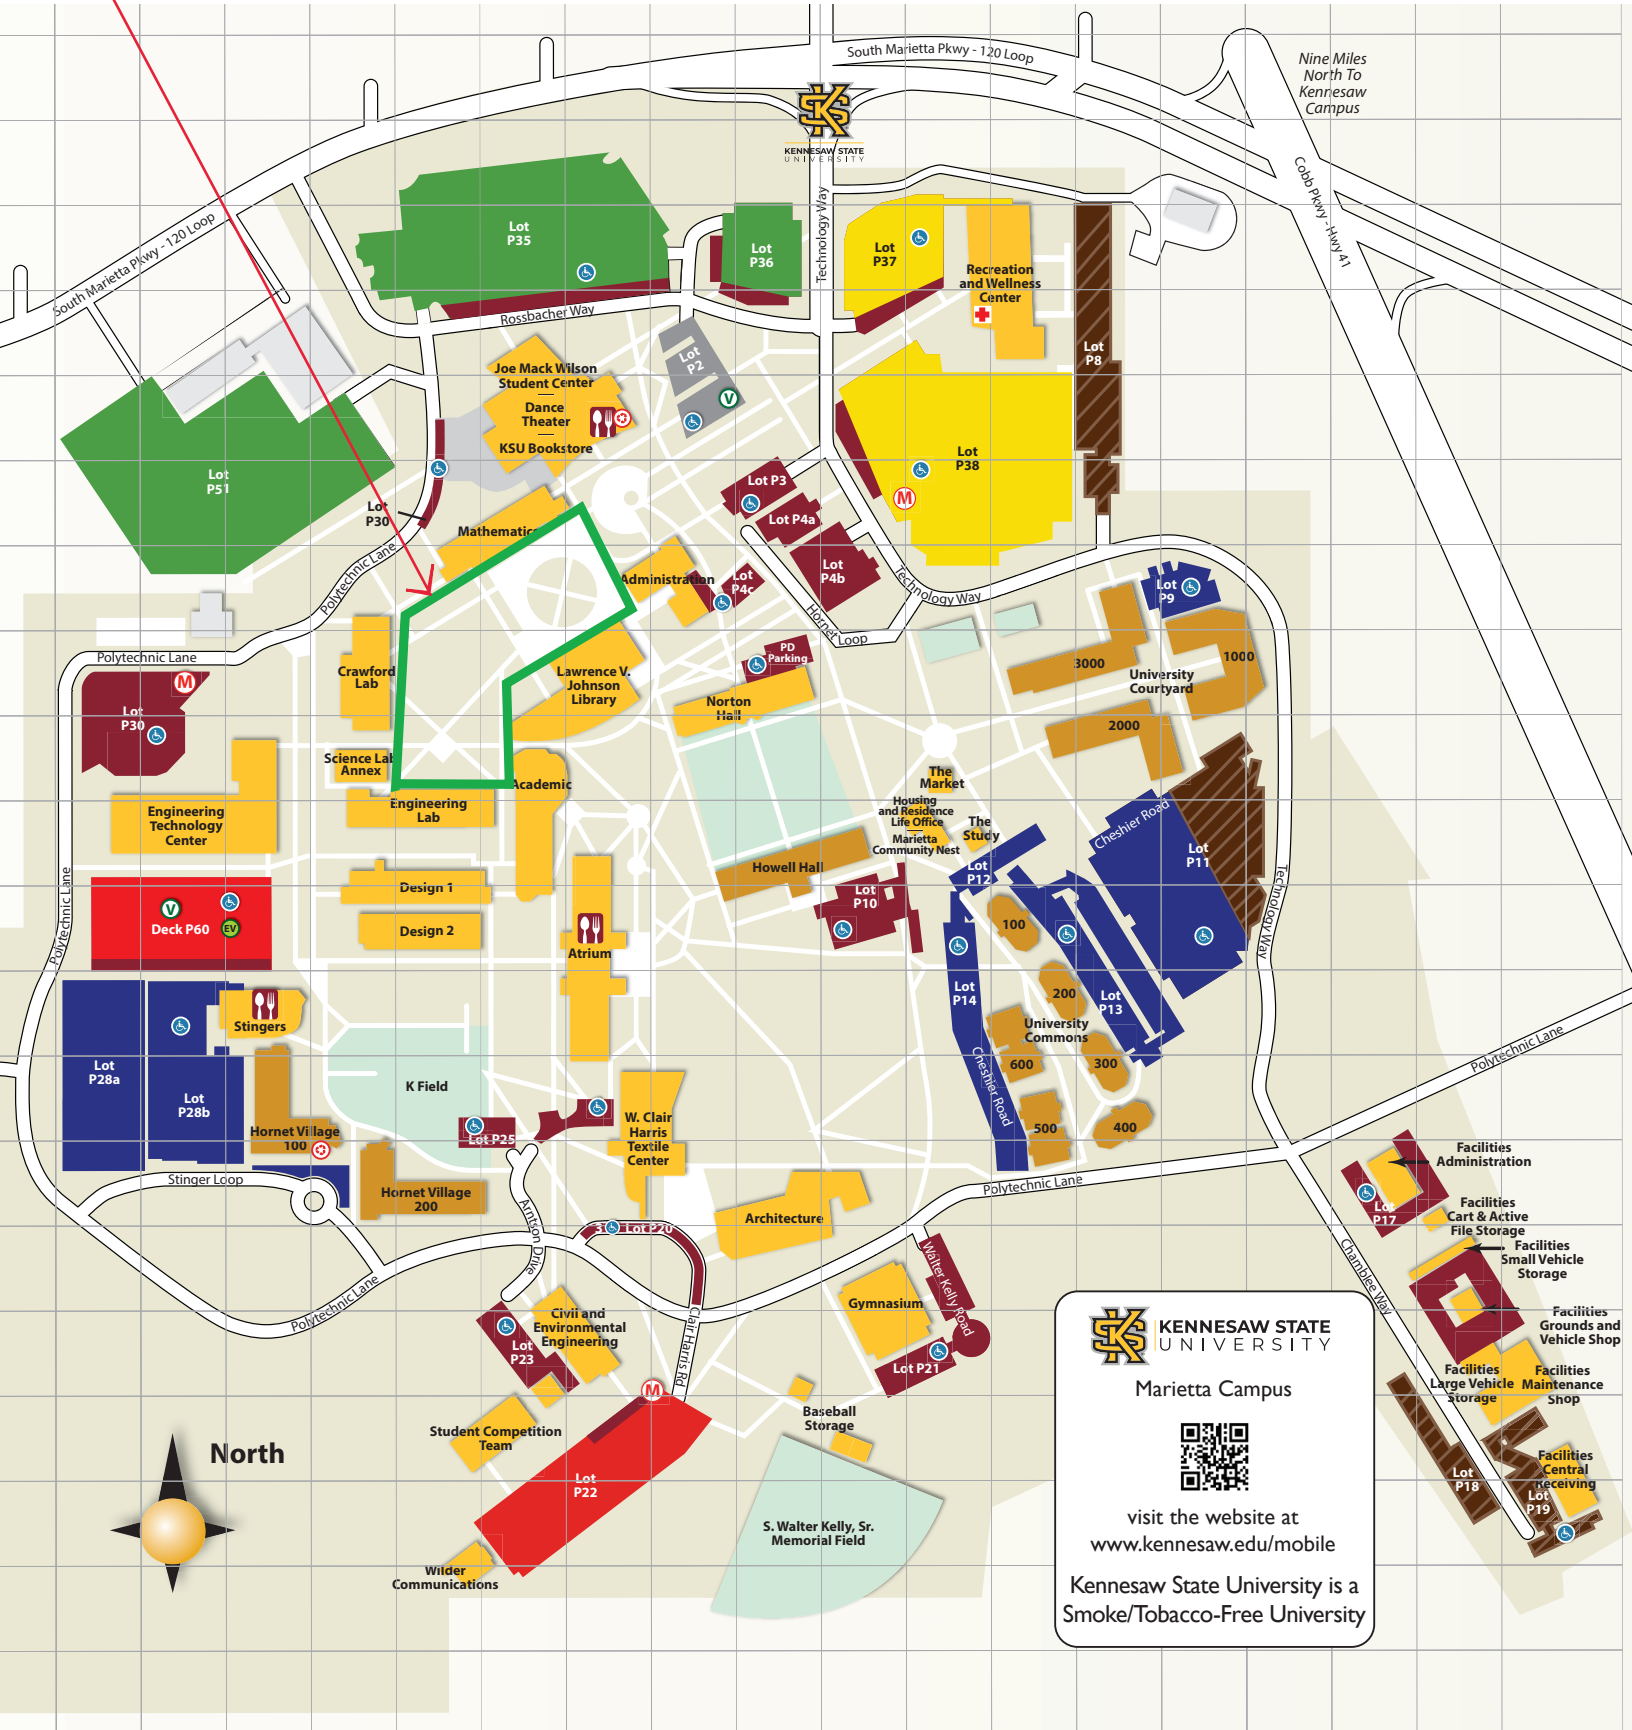 South Marietta Pkwy - 120 Loop
Nine Miles
North To
Kennesaw
Campus
KENNESAW STATE
UNIVERSITY
Cobb Pkwy - Hwy 41
South Marietta Pkwy - 120 Loop
Technology Way
Lot
P35
Lot
P36
Lot
P37
Recreation
and Wellness
Center
Rossbacher Way
Lot
P2
V
Lot
P8
Joe Mack Wilson
Student Center
Dance
Theater
KSU Bookstore
Lot
P51
Lot
P38
M
Lot P3
Lot P4a
Lot
P4b
Lot
P4c
Lot
P30
Mathematics
Polytechnic Lane
Administration
Technology Way
Hornet Loop
Lot
P9
PD
Parking
Polytechnic Lane
M
Lot
P30
Crawford
Lab
Lawrence V.
Johnson
Library
Norton
Hall
3000
1000
University
Courtyard
2000
Science Lab
Annex
Academic
Engineering
Lab
Engineering
Technology
Center
The
Market
Housing
and Residence
Life Office
Marietta
Community Nest
The
Study
Cheshier Road
Lot
P11
Lot
P12
Howell Hall
Lot
P10
Design 1
Design 2
Polytechnic Lane
V
Deck P60
EV
Atrium
100
Technology Way
Lot
P14
200
Lot
P13
University
Commons
600
300
Cheshier Road
500
400
Stingers
Lot
P28a
Lot
P28b
K Field
Hornet Village
100
Lot P25
W. Clair
Harris
Textile
Center
Polytechnic Lane
Stinger Loop
Hornet Village
200
Arntson Drive
Lot P20
Architecture
Polytechnic Lane
Facilities
Administration
Lot
P17
Facilities
Cart & Active
File Storage
Facilities
Small Vehicle
Storage
Chamblee Way
Facilities
Grounds and
Vehicle Shop
Facilities
Large Vehicle
Storage
Facilities
Maintenance
Shop
Polytechnic Lane
Walter Kelly Road
Gymnasium
Lot P21
Civil and
Environmental
Engineering
Lot
P23
Clair Harris Rd
M
Student Competition
Team
Baseball
Storage
Lot
P22
S. Walter Kelly, Sr.
Memorial Field
Wilder
Communications
North
KENNESAW STATE
UNIVERSITY
Marietta Campus
visit the website at
www.kennesaw.edu/mobile
Kennesaw State University is a
Smoke/Tobacco-Free University
Lot
P18
Lot
P19
Facilities
Central
Receiving